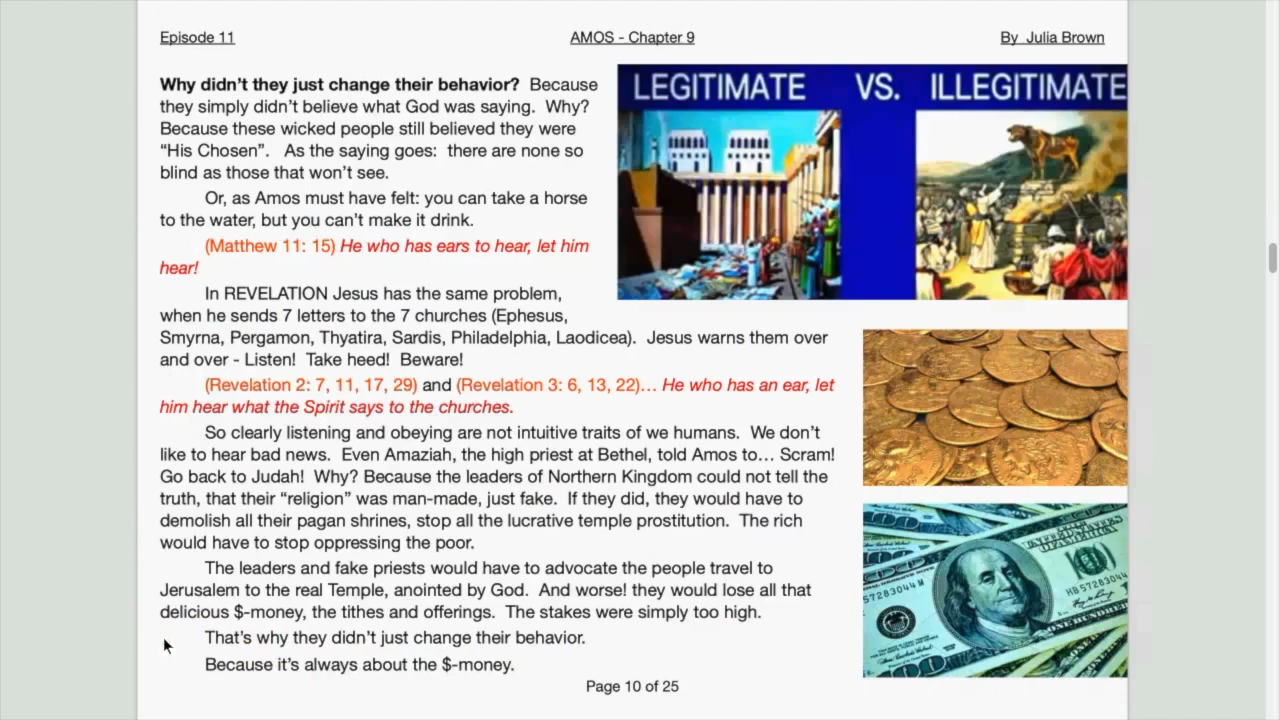 Episode 11
AMOS - Chapter 9
By Julia Brown
Why didn’t they just change their behavior? Because
they simply didn’t believe what God was saying. Why?
Because these wicked people still believed they were
“His Chosen”. As the saying goes: there are none so
blind as those that won’t see.
Or, as Amos must have felt: you can take a horse
to the water, but you can’t make it drink.
(Matthew 11: 15) He who has ears to hear, let him
hear!
In REVELATION Jesus has the same problem,
when he sends 7 letters to the 7 churches (Ephesus,
Smyrna, Pergamon, Thyatira, Sardis, Philadelphia, Laodicea). Jesus warns them over
and over - Listen! Take heed! Beware!
(Revelation 2: 7, 11, 17, 29) and (Revelation 3: 6, 13, 22)… He who has an ear, let
him hear what the Spirit says to the churches.
So clearly listening and obeying are not intuitive traits of we humans. We don’t
like to hear bad news. Even Amaziah, the high priest at Bethel, told Amos to… Scram!
Go back to Judah! Why? Because the leaders of Northern Kingdom could not tell the
truth, that their “religion” was man-made, just fake. If they did, they would have to
demolish all their pagan shrines, stop all the lucrative temple prostitution. The rich
would have to stop oppressing the poor.
The leaders and fake priests would have to advocate the people travel to
Jerusalem to the real Temple, anointed by God. And worse! they would lose all that
delicious $-money, the tithes and offerings. The stakes were simply too high.
That’s why they didn’t just change their behavior.
Because it’s always about the $-money.
Page 10 of 25
LEGITIMATE VS. ILLEGITIMATE
HB 57283044
57283044 M